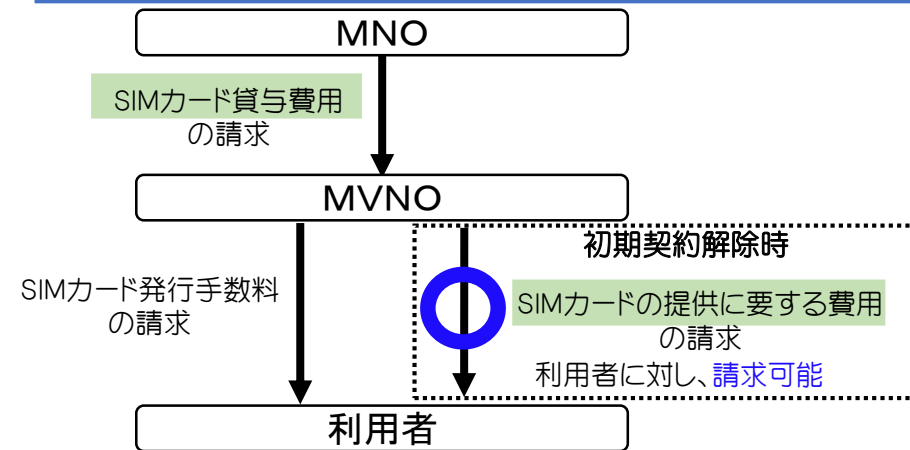 MNO
SIMカード貸与費用
の請求
MVNO
初期契約解除時
SIMカード発行手数料
の請求
SIMカードの提供に要する費用
の請求
利用者に対し、請求可能
利用者